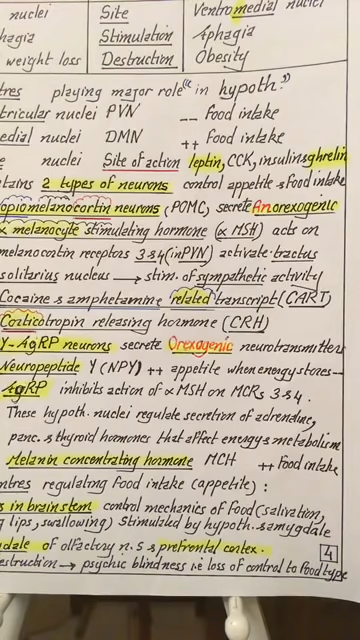 nuclei Site Ventromedial nuclei
hagia Stimulation Aphagia
weight loss Destruction Obesity
tres playing major role in hypoth.
tricular nuclei PVN -- Food intake
edial nuclei DMN ++ Food intake
e nuclei Site of action leptin, CCK, insulin & ghrelin
tains 2 types of neurons control appetite & food intake
opiomelanocortin neurons (POMC) secrete Anorexogenic
α melanocyte stimulating hormone (α MSH) acts on
melanocortin receptors 3&4 (in PVN) activate tractus
solitarius nucleus → stim. of sympathetic activity
Cocaine & amphetamine related transcript (CART)
Corticotropin releasing hormone (CRH)
Y-AgRP neurons secrete Orexogenic neurotransmitters
Neuropeptide Y (NPY) ++ appetite when energy stores --
AgRP inhibits action of α MSH on MCRs 3&4.
These hypoth. nuclei regulate secretion of adrenaline,
panc. & thyroid hormones that affect energy & metabolism
Melanin concentrating hormone MCH ++ Food intake
ntres regulating Food intake (appetite) :
s in brain stem control mechanics of food (salivation,
g lips, swallowing) stimulated by hypoth. & amygdale
dale of olfactory n.s & prefrontal cortex.
estruction → psychic blindness i.e loss of control to food type
4